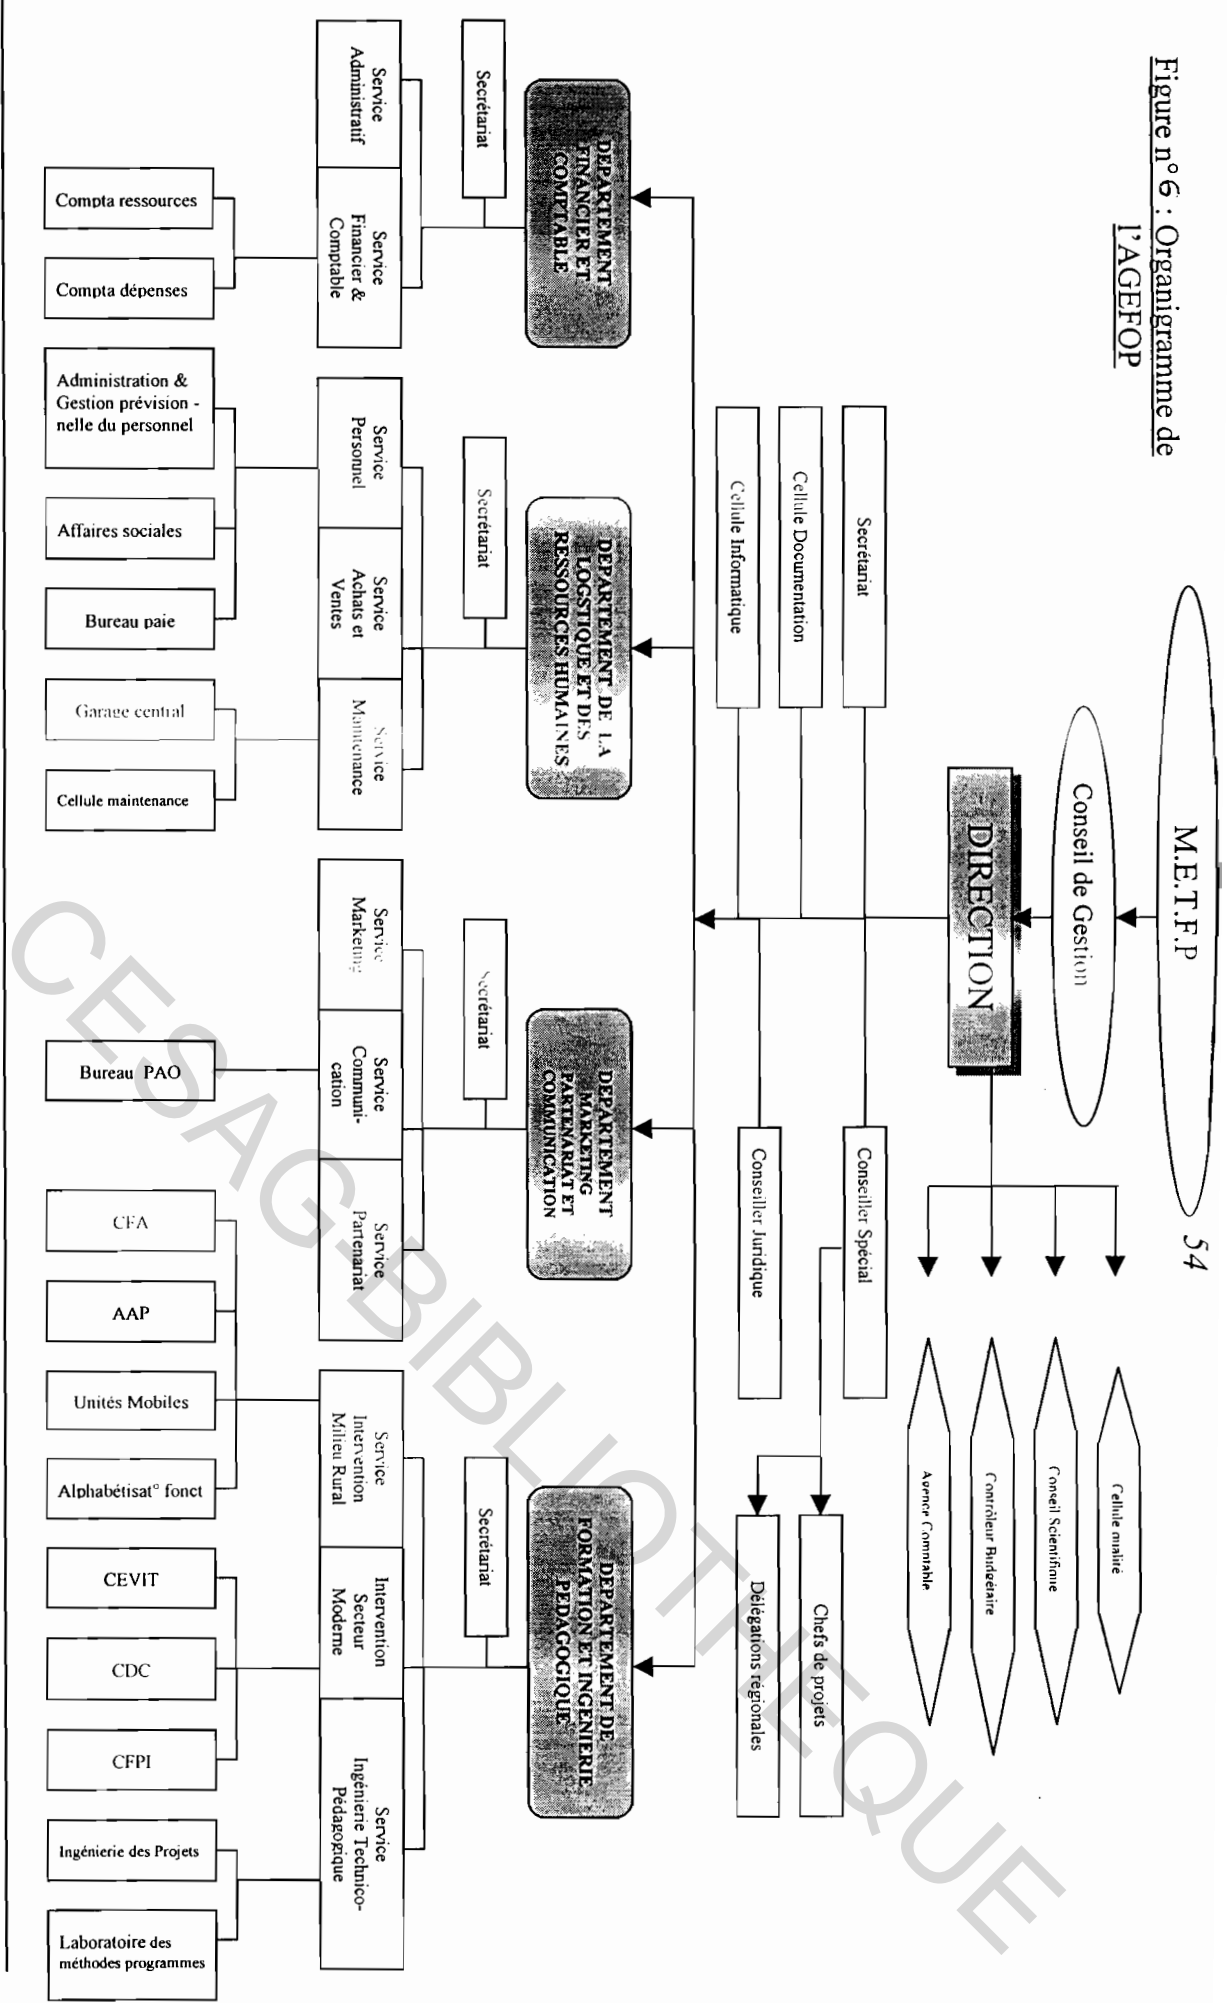 Figure n°6 : Organigramme de
l'AGEFOP
54
M.E.T.F.P
Conseil de Gestion
DIRECTION
Cellule qualité
Conseil Scientifique
Contrôleur Budgétaire
Agence Comptable
Secrétariat
Cellule Documentation
Cellule Informatique
Conseiller Spécial
Conseiller Juridique
Chefs de projets
Délégations régionales
DEPARTEMENT
FINANCIER ET
COMPTABLE
DEPARTEMENT DE LA
LOGSTIQUE ET DES
RESSOURCES HUMAINES
DEPARTEMENT
MARKETING
PARTENARIAT ET
COMMUNICATION
DEPARTEMENT DE
FORMATION ET INGENIERIE
PEDAGOGIQUE
Secrétariat
Secrétariat
Secrétariat
Secrétariat
Service
Administratif
Service
Financier &
Comptable
Service
Personnel
Service
Achats et
Ventes
Service
Maintenance
Service
Marketing
Service
Communi-
cation
Service
Partenariat
Service
Intervention
Milieu Rural
Intervention
Secteur
Moderne
Service
Ingénierie Technico-
Pédagogique
Compta ressources
Compta dépenses
Administration &
Gestion prévision -
nelle du personnel
Affaires sociales
Bureau paie
Garage central
Cellule maintenance
Bureau PAO
CFA
AAP
Unités Mobiles
Alphabétisat° fonct
CEVIT
CDC
CFPI
Ingénierie des Projets
Laboratoire des
méthodes programmes
CESAG-BIBLIOTHEQUE